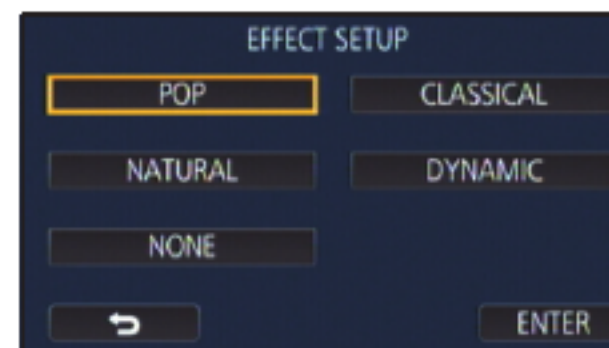 EFFECT SETUP
POP CLASSICAL
NATURAL DYNAMIC
NONE
ENTER